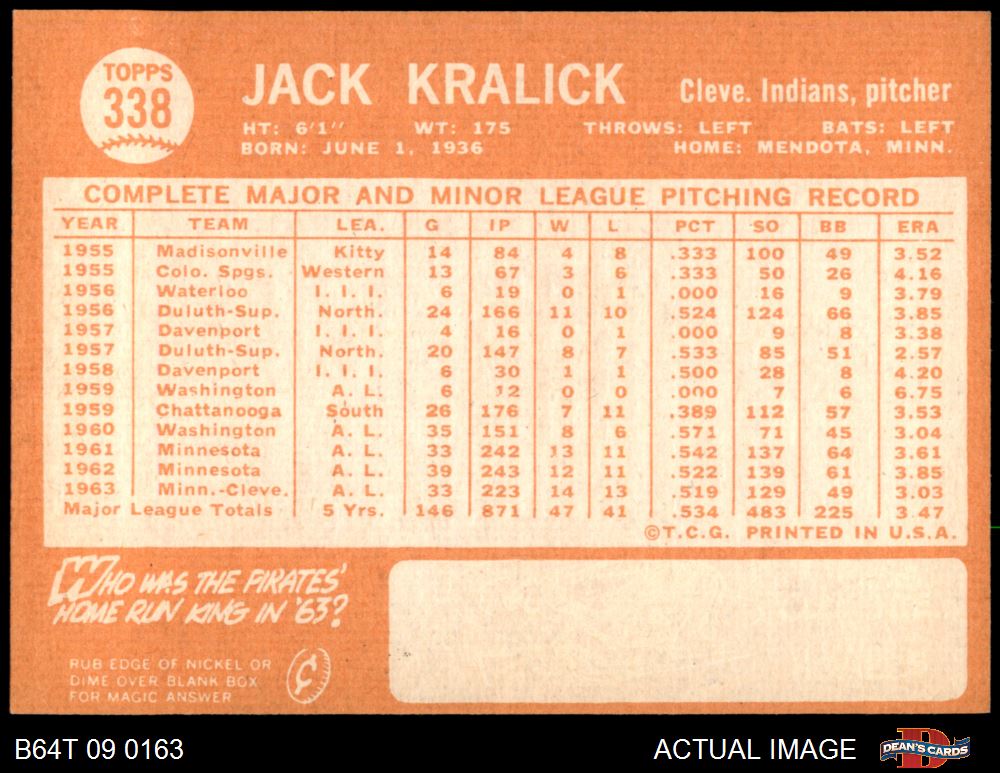 TOPPS
338
JACK KRALICK
Cleve. Indians, pitcher
HT: 6'1" WT: 175 THROWS: LEFT BATS: LEFT
BORN: JUNE 1, 1936 HOME: MENDOTA, MINN.
COMPLETE MAJOR AND MINOR LEAGUE PITCHING RECORD
YEAR TEAM LEA. G IP W L PCT SO BB ERA
1955 Madisonville Kitty 14 84 4 8 .333 100 49 3.52
1955 Colo. Spgs. Western 13 67 3 6 .333 50 26 4.16
1956 Waterloo I. I. I. 6 19 0 1 .000 16 9 3.79
1956 Duluth-Sup. North. 24 166 11 10 .524 124 66 3.85
1957 Davenport I. I. I. 4 16 0 1 .000 9 8 3.38
1957 Duluth-Sup. North. 20 147 8 7 .533 85 51 2.57
1958 Davenport I. I. I. 6 30 1 1 .500 28 8 4.20
1959 Washington A. L. 6 12 0 0 .000 7 6 6.75
1959 Chattanooga South 26 176 7 11 .389 112 57 3.53
1960 Washington A. L. 35 151 8 6 .571 71 45 3.04
1961 Minnesota A. L. 33 242 13 11 .542 137 64 3.61
1962 Minnesota A. L. 39 243 12 11 .522 139 61 3.85
1963 Minn.-Cleve. A. L. 33 223 14 13 .519 129 49 3.03
Major League Totals 5 Yrs. 146 871 47 41 .534 483 225 3.47
©T.C.G. PRINTED IN U.S.A.
WHO WAS THE PIRATES'
HOME RUN KING IN '63?
RUB EDGE OF NICKEL OR
DIME OVER BLANK BOX
FOR MAGIC ANSWER
¢
B64T 09 0163
ACTUAL IMAGE
D
DEAN'S CARDS